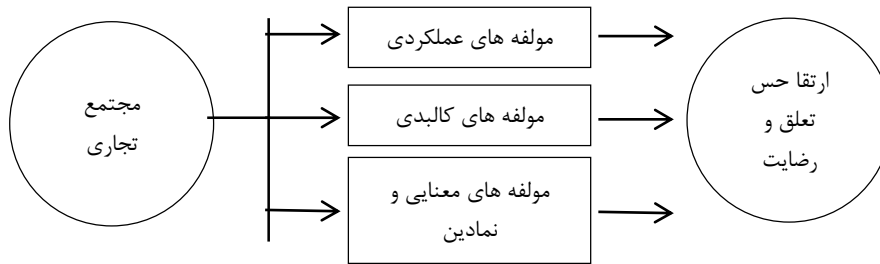 مجتمع
تجاری
مولفه های عملکردی
مولفه های کالبدی
مولفه های معنایی و
نمادین
ارتقا حس
تعلق و
رضایت